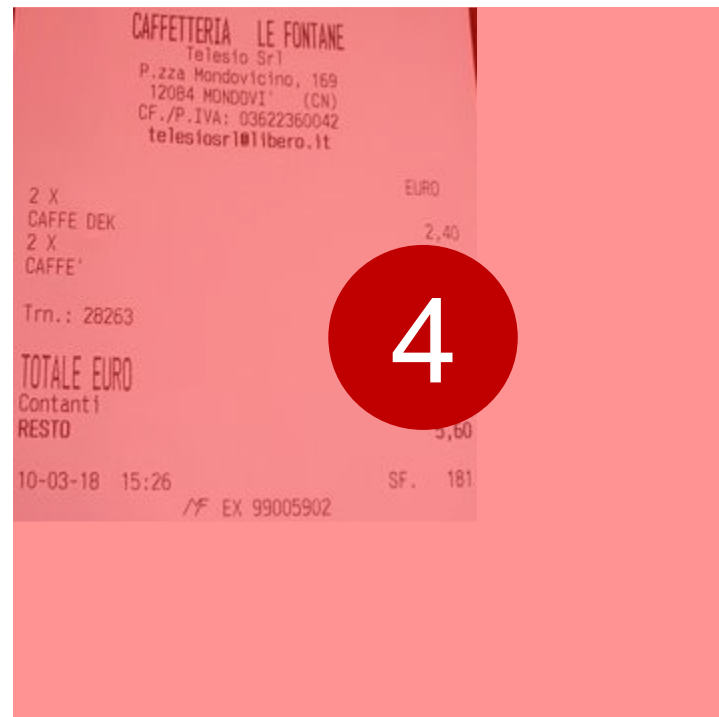 CAFFETTERIA LE FONTANE
Telesio Srl
P.zza Mondovicino, 169
12084 MONDOVI' (CN)
CF./P.IVA: 03622360042
telesiosrl@libero.it
EURO
2 X
CAFFE DEK 2,40
2 X
CAFFE'
4
Trn.: 28263
TOTALE EURO
Contanti
RESTO 5,60
10-03-18 15:26 SF. 181
MF EX 99005902